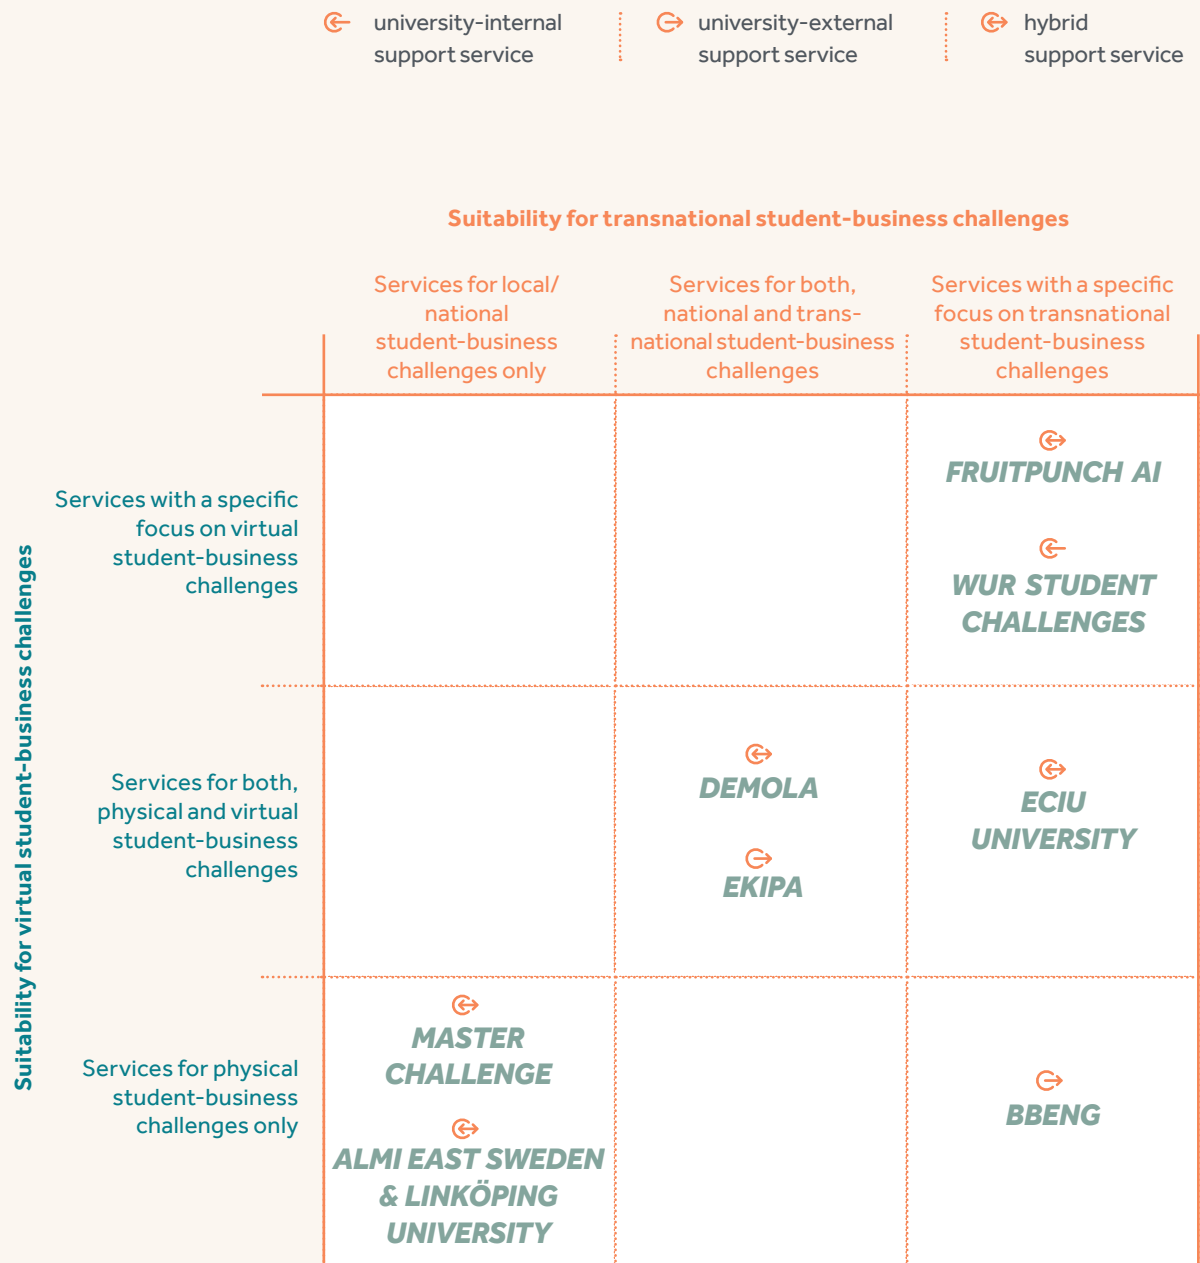 university-internal
support service
university-external
support service
hybrid
support service
Suitability for transnational student-business challenges
Services for local/
national
student-business
challenges only
Services for both,
national and trans-
national student-business
challenges
Services with a specific
focus on transnational
student-business
challenges
Suitability for virtual student-business challenges
Services with a specific
focus on virtual
student-business
challenges
FRUITPUNCH AI
WUR STUDENT
CHALLENGES
Services for both,
physical and virtual
student-business
challenges
DEMOLA
EKIPA
ECIU
UNIVERSITY
Services for physical
student-business
challenges only
MASTER
CHALLENGE
ALMI EAST SWEDEN
& LINKÖPING
UNIVERSITY
BBENG